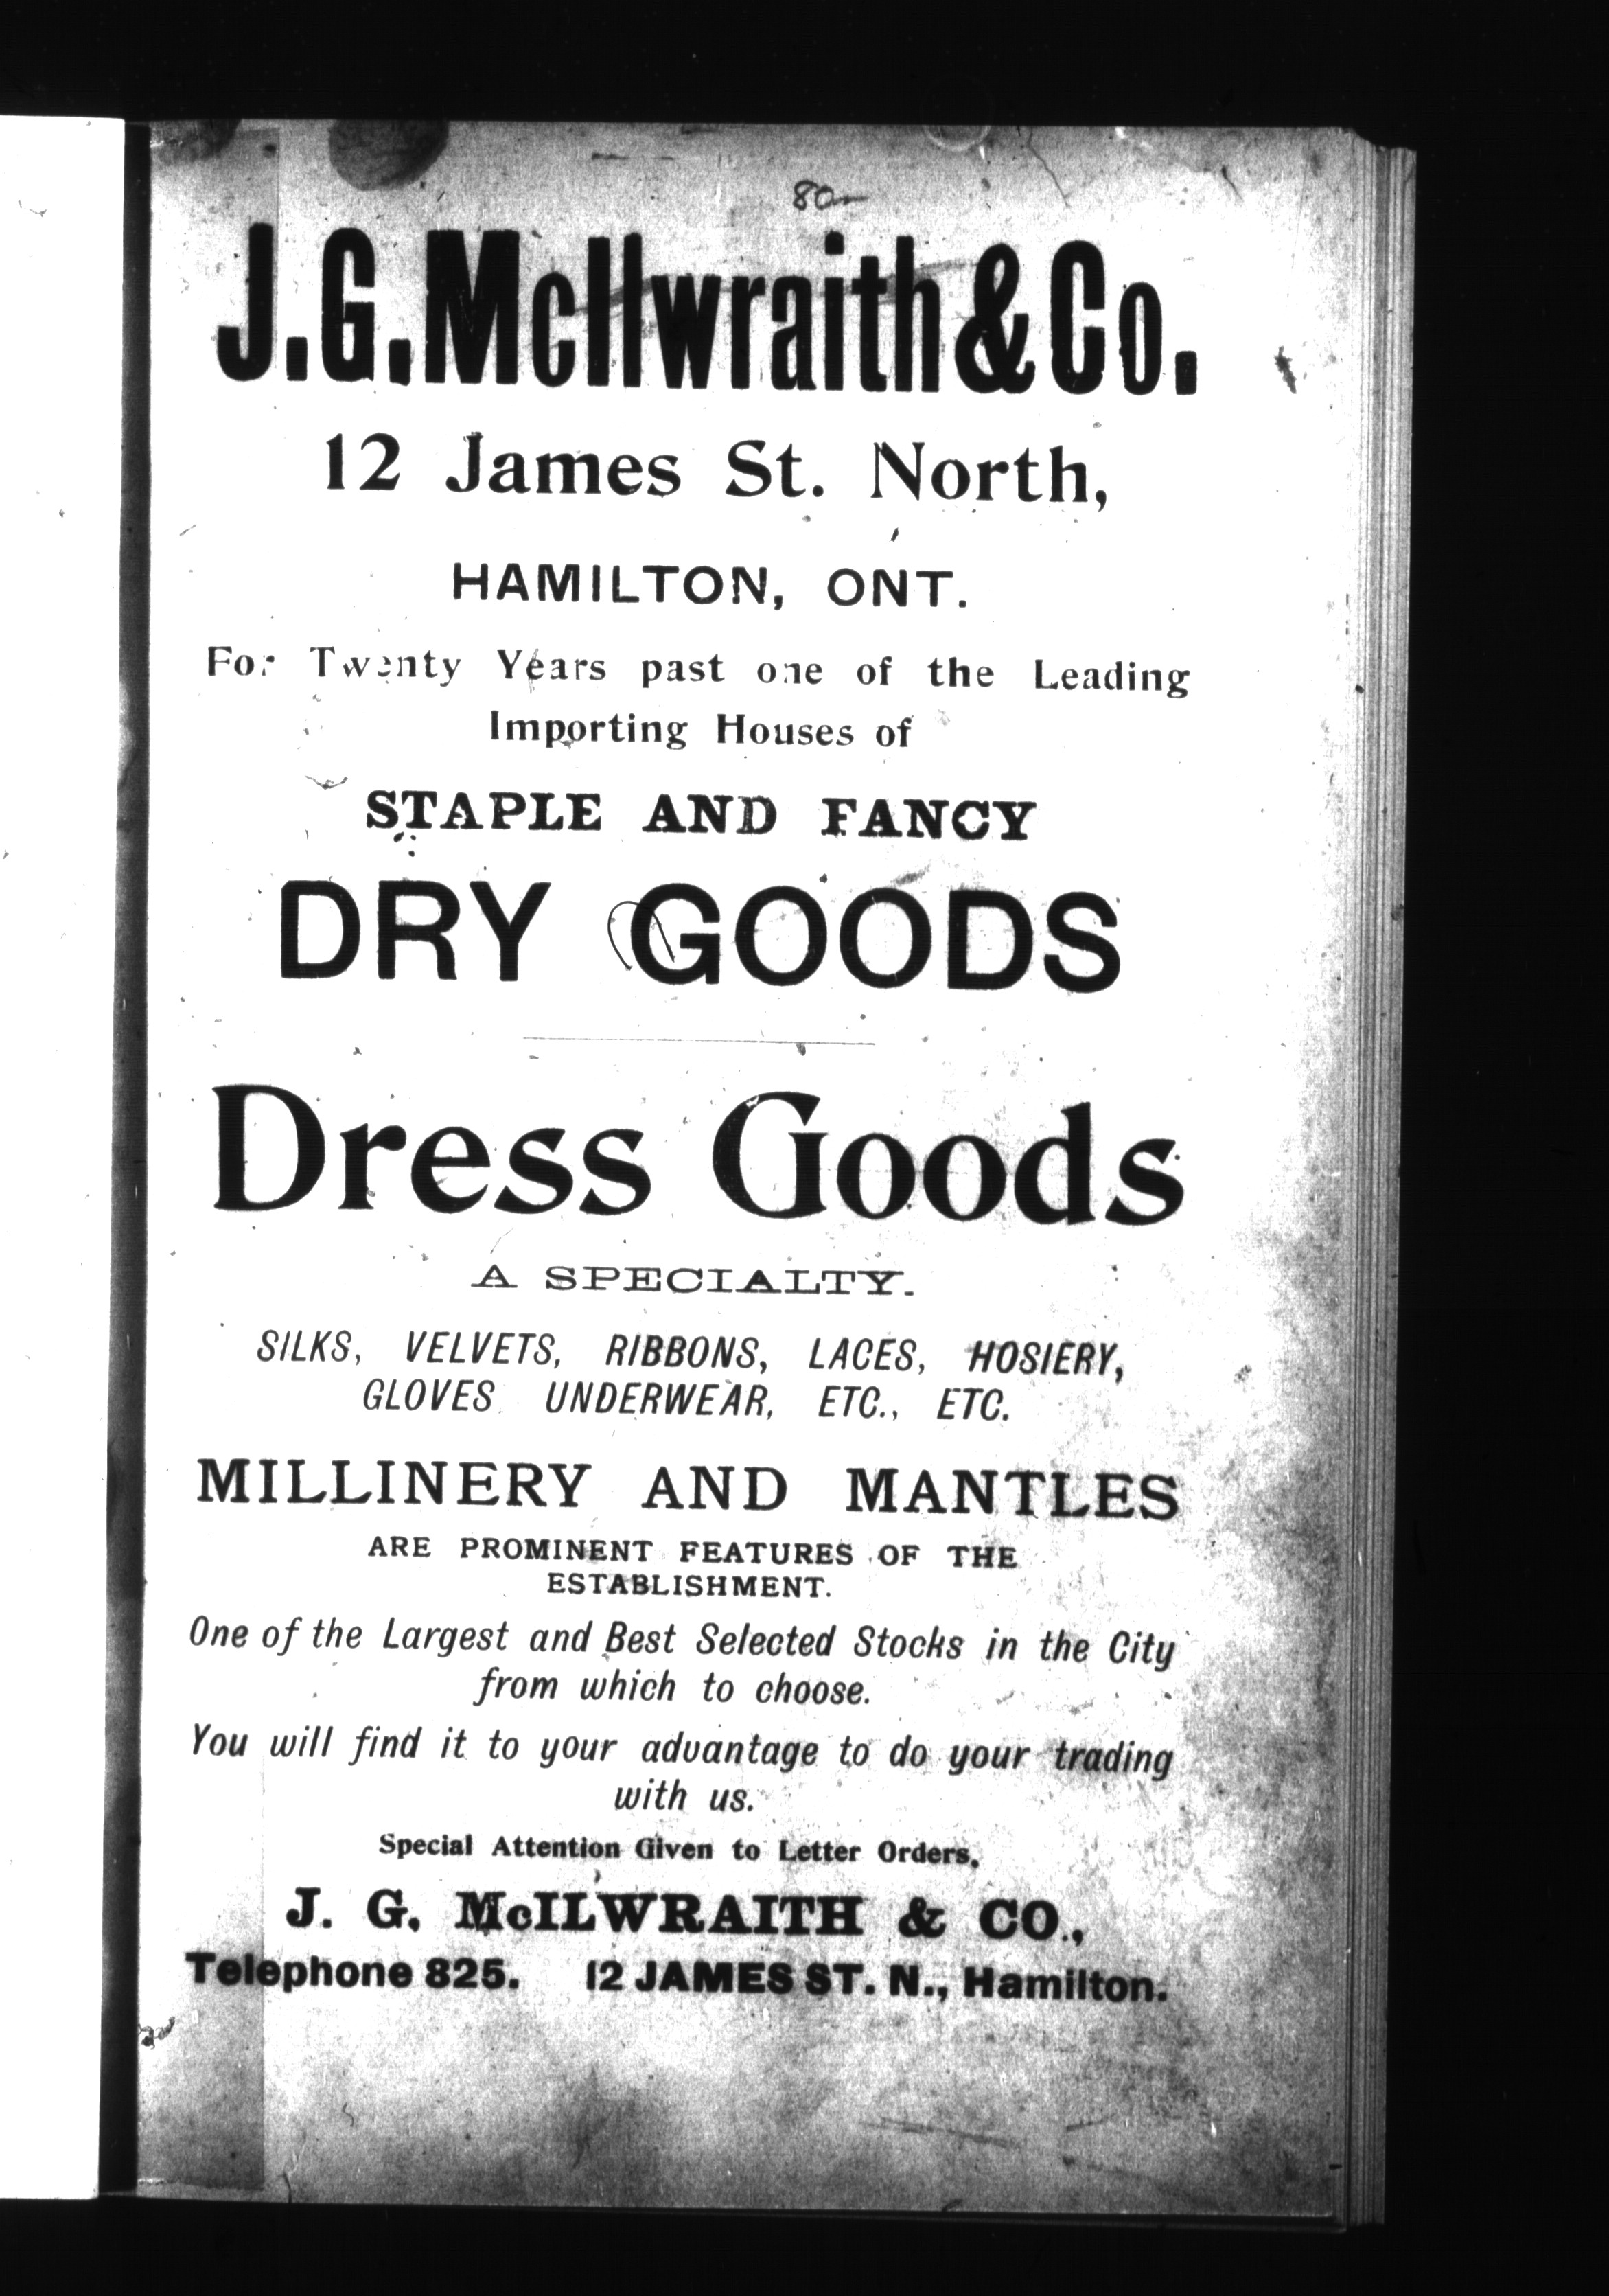 80
J.G. McIlwraith & Co.
12 James St. North,
HAMILTON, ONT.
For Twenty Years past one of the Leading
Importing Houses of
STAPLE AND FANCY
DRY GOODS
Dress Goods
A SPECIALTY.
SILKS, VELVETS, RIBBONS, LACES, HOSIERY,
GLOVES UNDERWEAR, ETC., ETC.
MILLINERY AND MANTLES
ARE PROMINENT FEATURES OF THE
ESTABLISHMENT.
One of the Largest and Best Selected Stocks in the City
from which to choose.
You will find it to your advantage to do your trading
with us.
Special Attention Given to Letter Orders.
J. G. McILWRAITH & CO.,
Telephone 825. 12 JAMES ST. N., Hamilton.